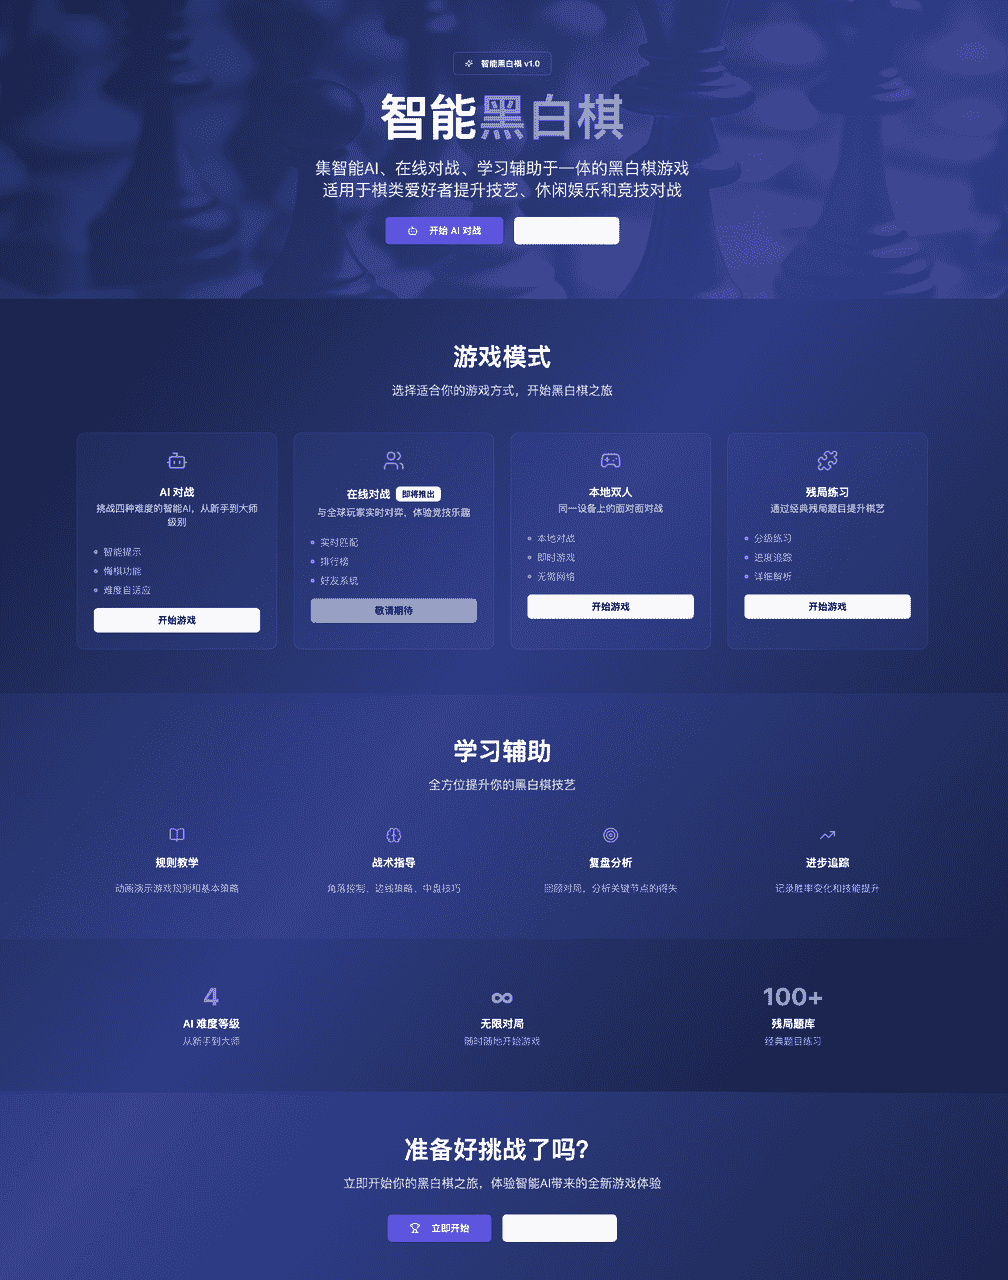 智能黑白棋 v1.0
智能黑白棋
集智能AI、在线对战、学习辅助于一体的黑白棋游戏
适用于棋类爱好者提升技艺、休闲娱乐和竞技对战
开始 AI 对战
游戏模式
选择适合你的游戏方式，开始黑白棋之旅
AI 对战
挑战四种难度的智能AI，从新手到大师
级别
智能提示
悔棋功能
难度自适应
开始游戏
在线对战 即将推出
与全球玩家实时对弈，体验竞技乐趣
实时匹配
排行榜
好友系统
敬请期待
本地双人
同一设备上的面对面对战
本地对战
即时游戏
无需网络
开始游戏
残局练习
通过经典残局题目提升棋艺
分级练习
进度追踪
详细解析
开始游戏
学习辅助
全方位提升你的黑白棋技艺
规则教学
动画演示游戏规则和基本策略
战术指导
角落控制、边线策略、中盘技巧
复盘分析
回顾对局，分析关键节点的得失
进步追踪
记录胜率变化和技能提升
4
AI 难度等级
从新手到大师
∞
无限对局
随时随地开始游戏
100+
残局题库
经典题目练习
准备好挑战了吗?
立即开始你的黑白棋之旅，体验智能AI带来的全新游戏体验
立即开始